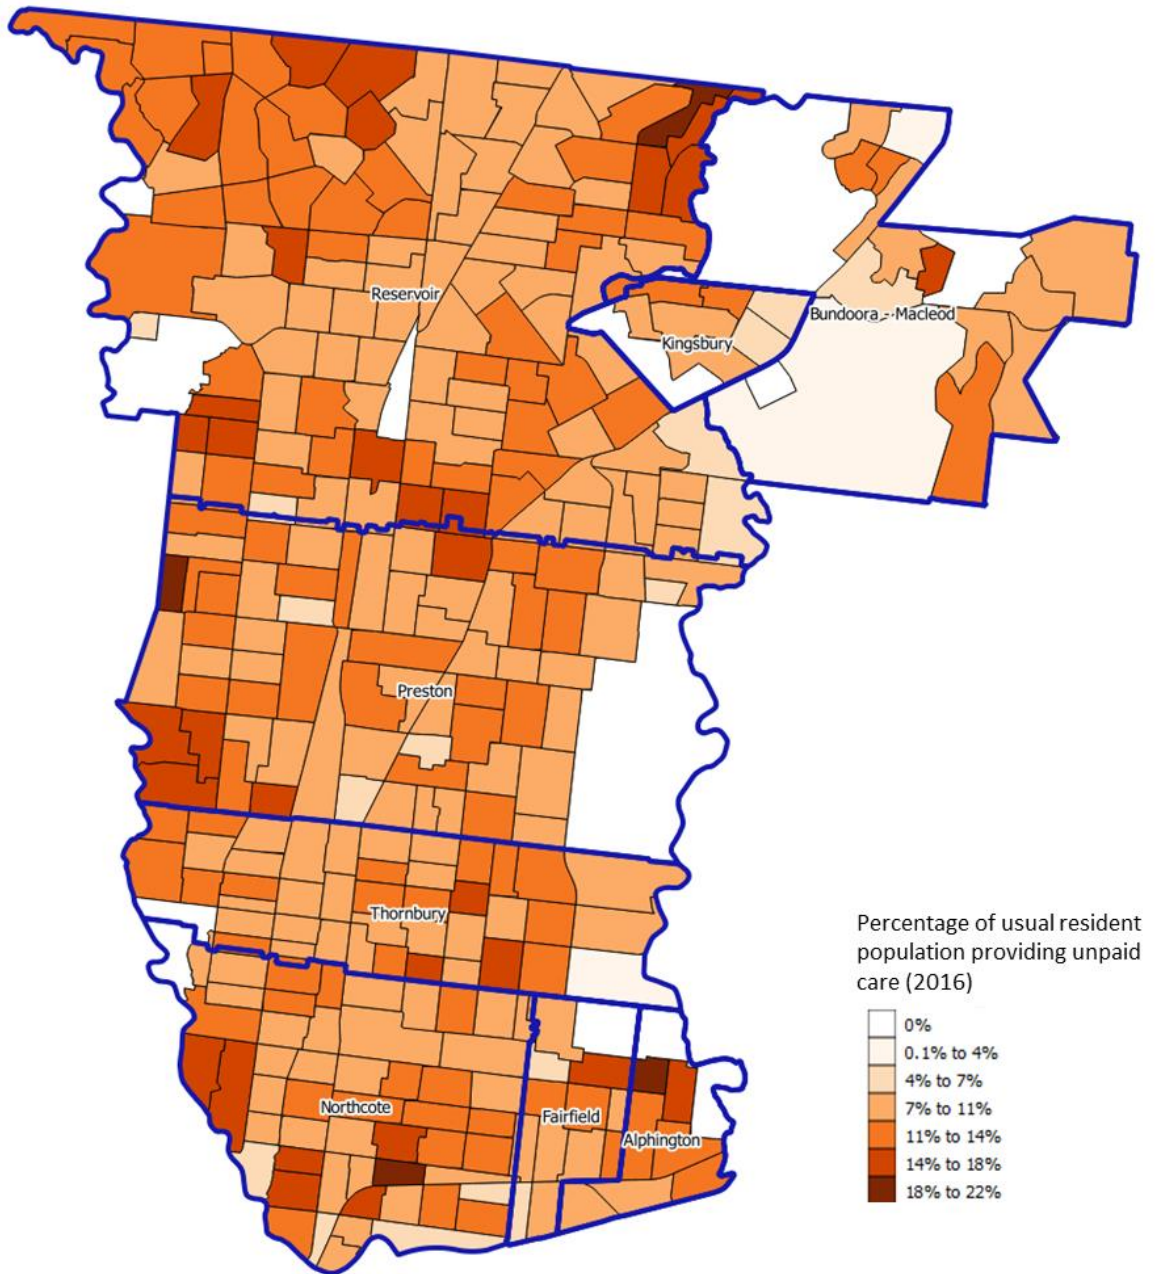 Reservoir
Bundoora - Macleod
Kingsbury
Preston
Thornbury
Northcote
Fairfield
Alphington
Percentage of usual resident
population providing unpaid
care (2016)
0%
0.1% to 4%
4% to 7%
7% to 11%
11% to 14%
14% to 18%
18% to 22%